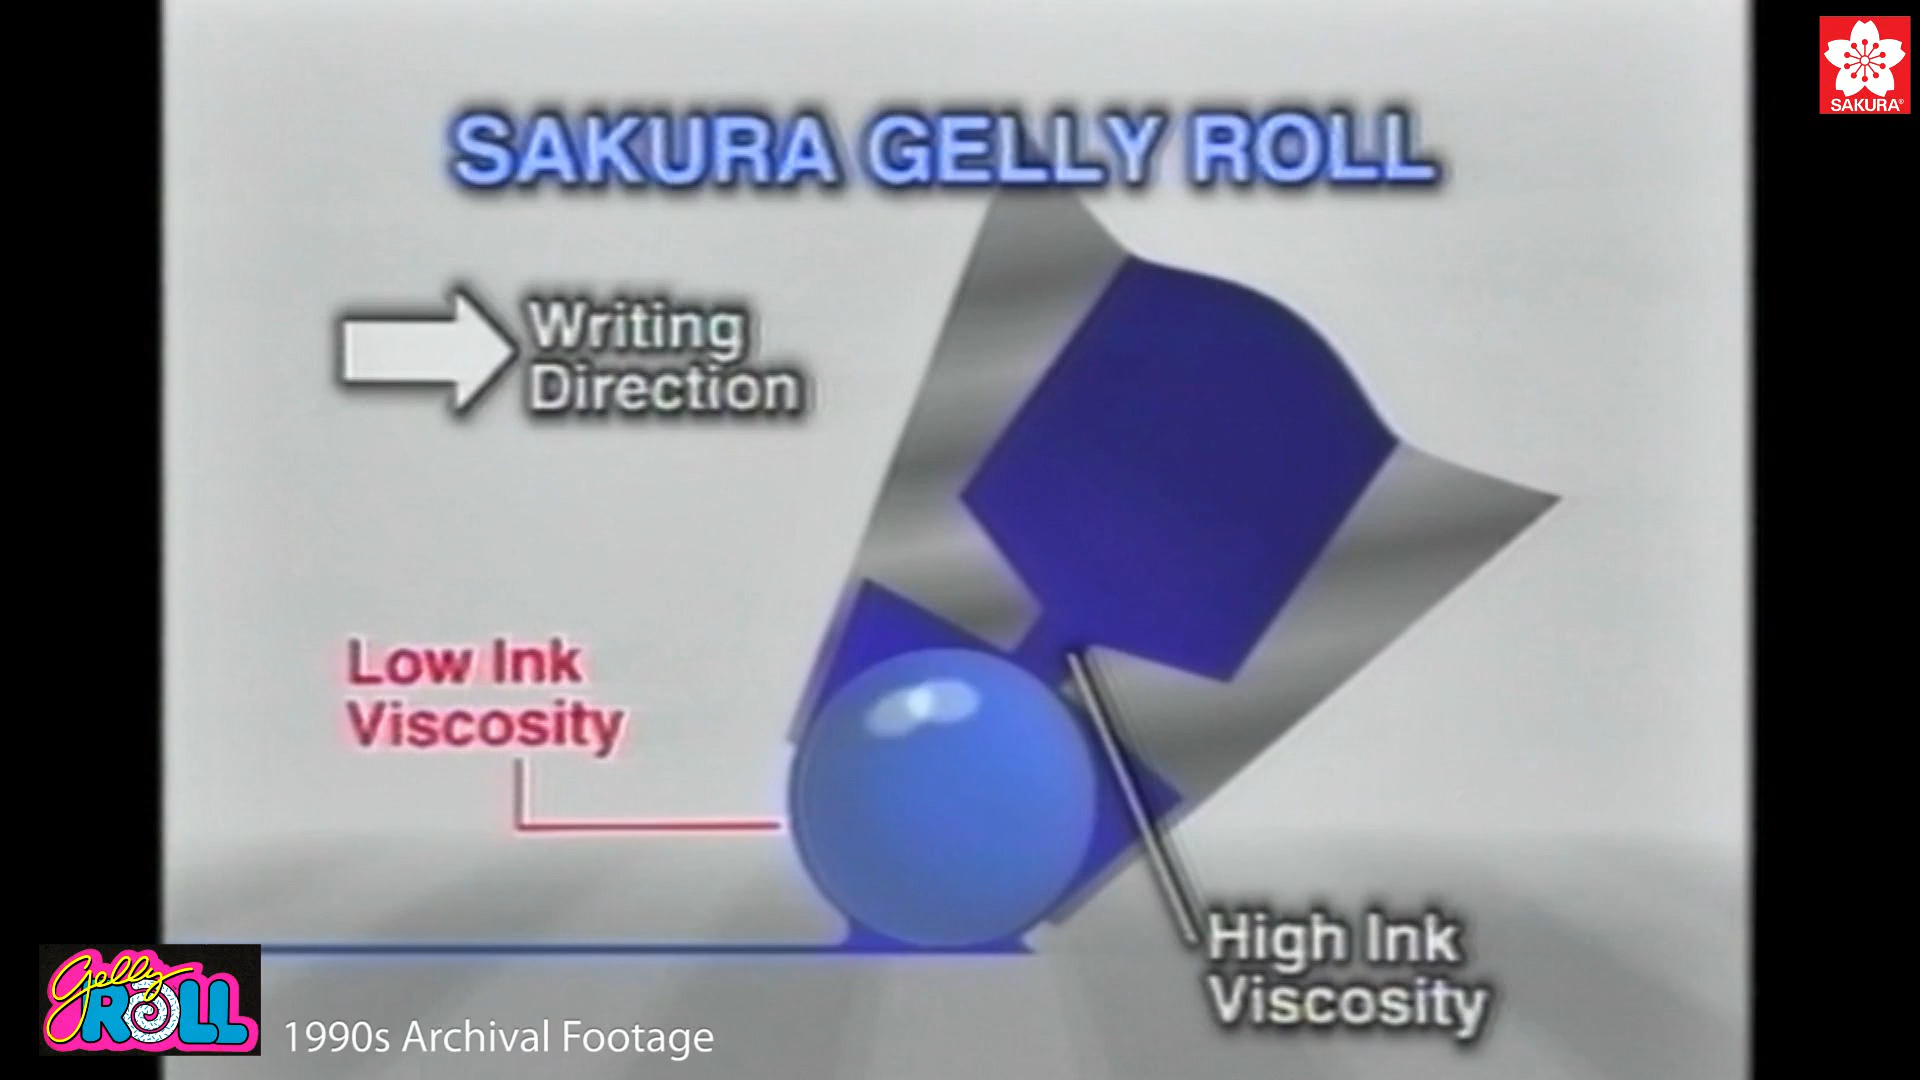 SAKURA®
SAKURA GELLY ROLL
Writing
Direction
Low Ink
Viscosity
High Ink
Viscosity
Gelly
ROLL
1990s Archival Footage